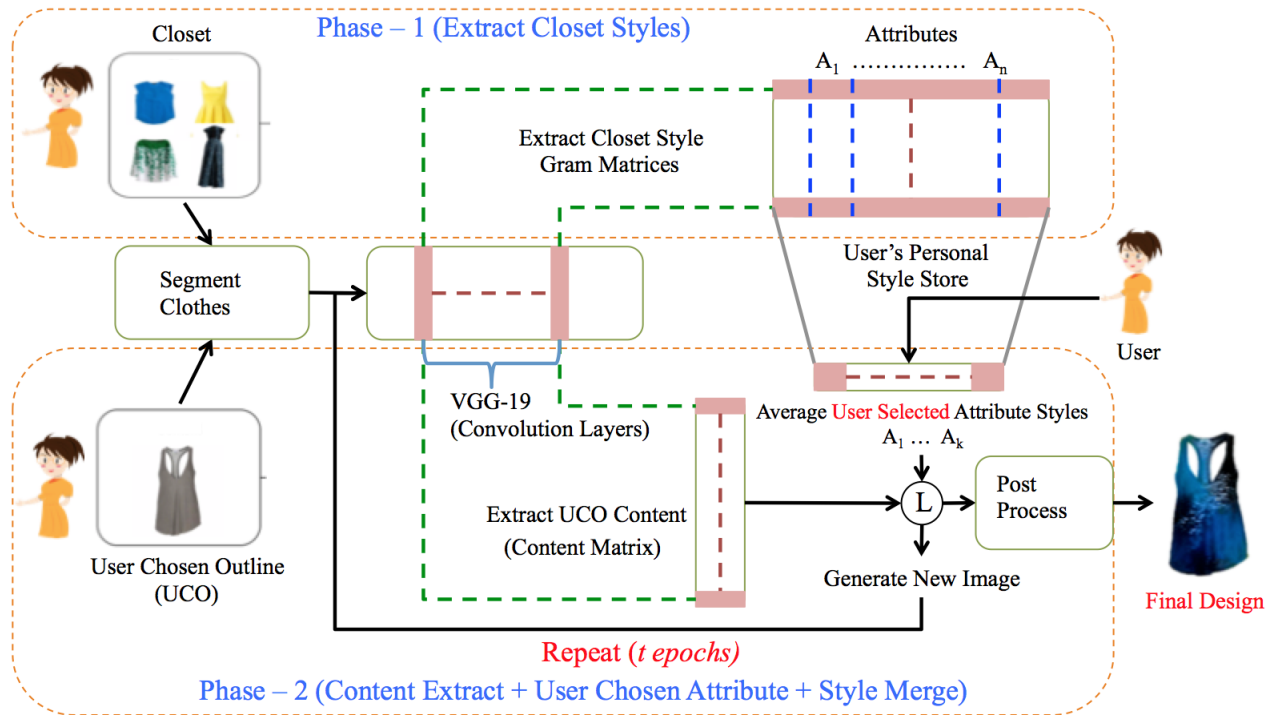 Phase – 1 (Extract Closet Styles)
Closet
Attributes
A1 ............... An
Extract Closet Style
Gram Matrices
Segment
Clothes
User's Personal
Style Store
User
VGG-19
(Convolution Layers)
Average User Selected Attribute Styles
A1 ... Ak
L
Post
Process
Extract UCO Content
(Content Matrix)
User Chosen Outline
(UCO)
Generate New Image
Final Design
Repeat (t epochs)
Phase – 2 (Content Extract + User Chosen Attribute + Style Merge)